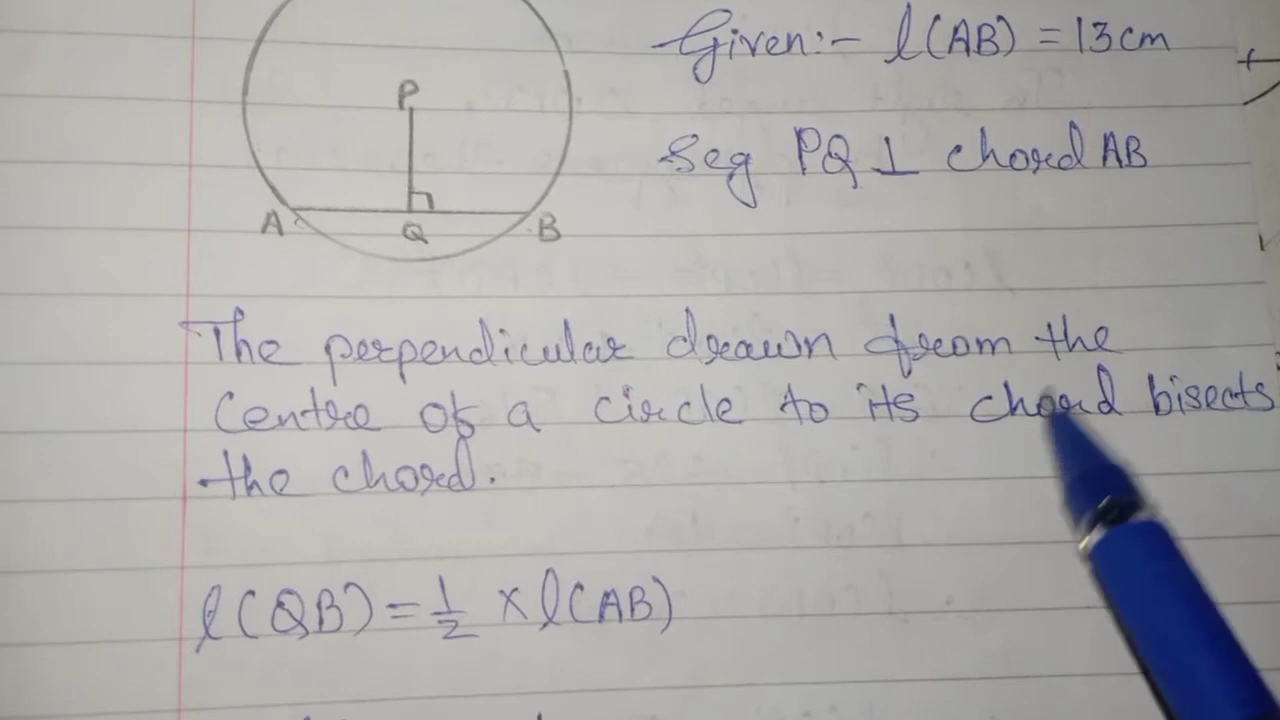 Given:- l(AB) = 13cm
P
Seg PQ ⊥ chord AB
A Q B
The perpendicular drawn from the
Centre of a circle to its chord bisects
the chord.
l(QB) = 1/2 × l(AB)